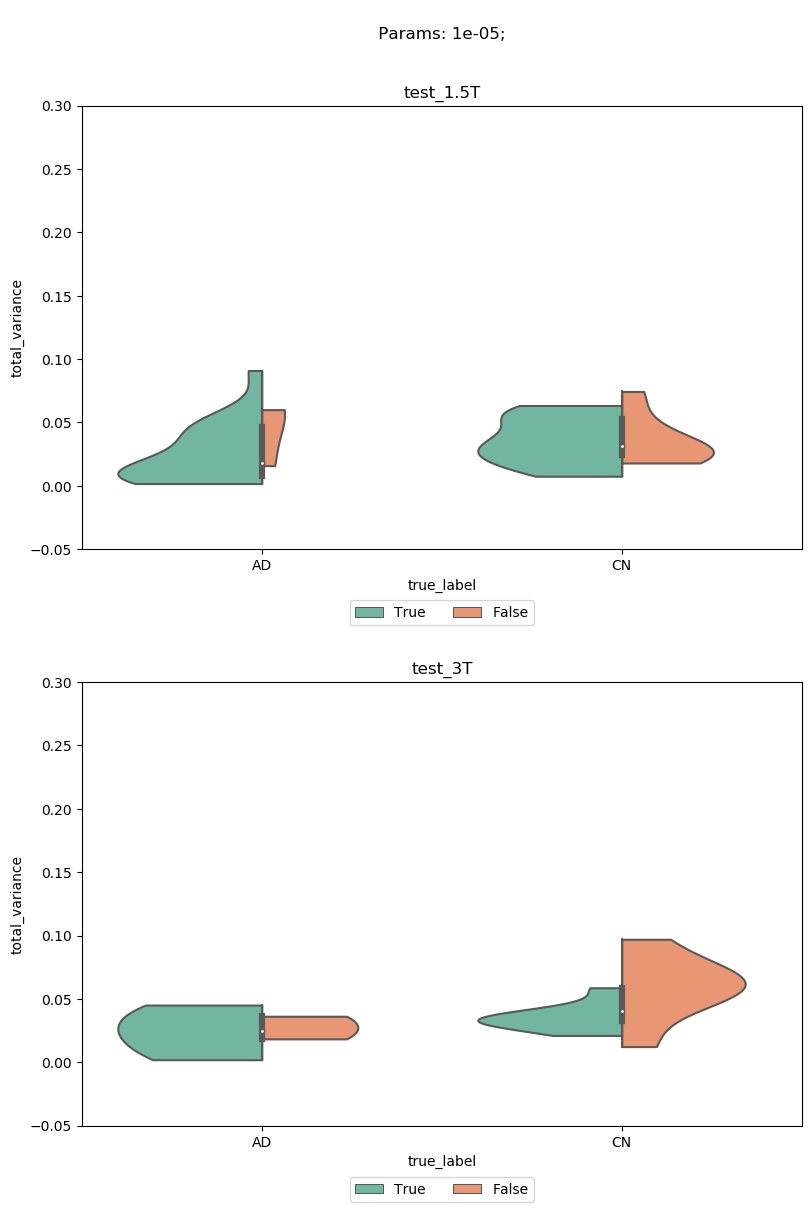 Params: 1e-05;
test_1.5T
0.30
0.25
0.20
0.15
0.10
0.05
0.00
−0.05
total_variance
AD CN
true_label
True False
test_3T
0.30
0.25
0.20
0.15
0.10
0.05
0.00
−0.05
total_variance
AD CN
true_label
True False